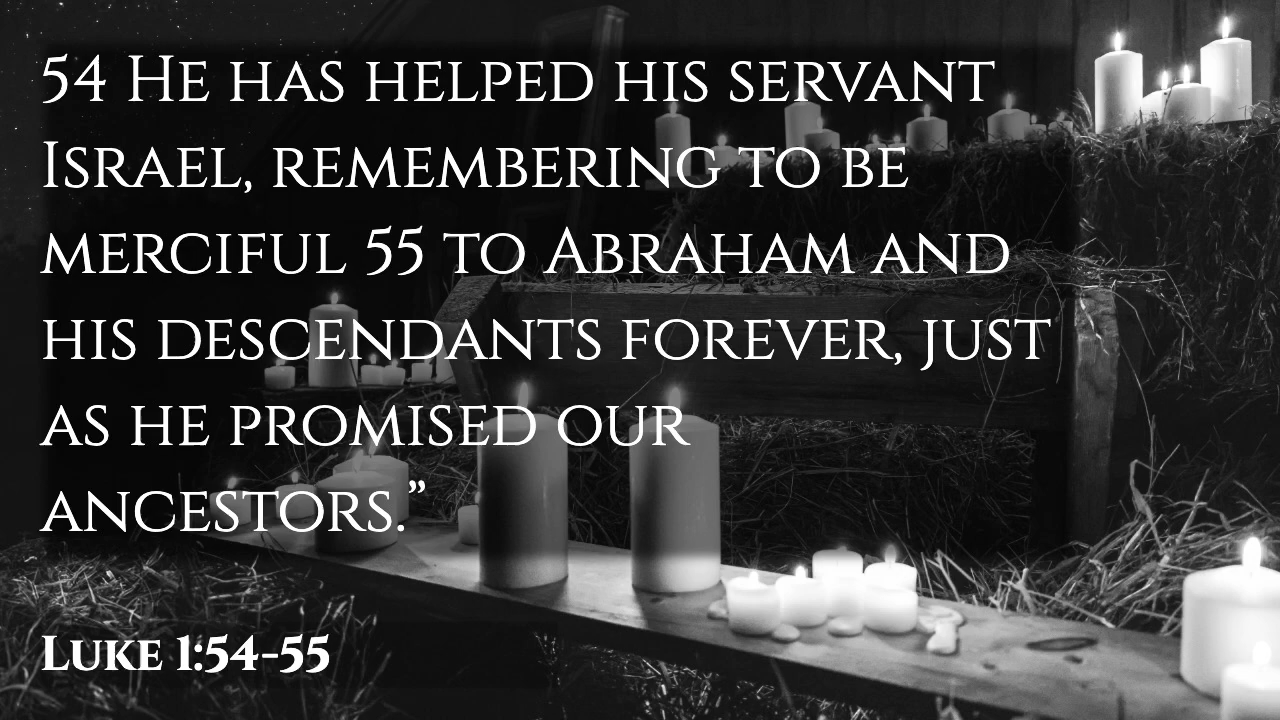 54 He has helped his servant
Israel, remembering to be
merciful 55 to Abraham and
his descendants forever, just
as he promised our
ancestors.”
Luke 1:54-55